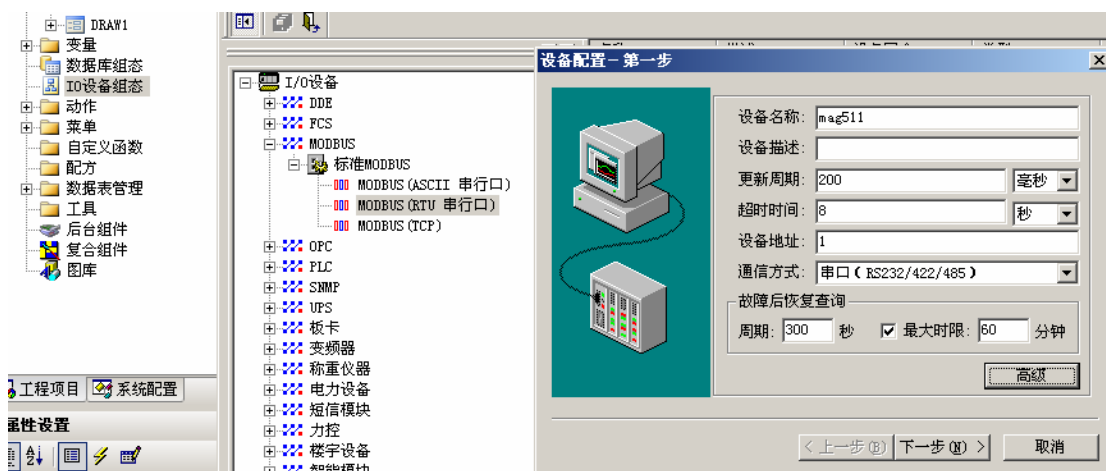 DRAW1
变量
数据库组态
IO设备组态
动作
菜单
自定义函数
配方
数据表管理
工具
后台组件
复合组件
图库
工程项目
系统配置
属性设置
I/O设备
DDE
FCS
MODBUS
标准MODBUS
MODBUS(ASCII 串行口)
MODBUS(RTU 串行口)
MODBUS(TCP)
OPC
PLC
SNMP
UPS
板卡
变频器
称重仪器
电力设备
短信模块
力控
楼宇设备
智能模块
设备配置-第一步
设备名称: mag511
设备描述:
更新周期: 200 毫秒
超时时间: 8 秒
设备地址: 1
通信方式: 串口(RS232/422/485)
故障后恢复查询
周期: 300 秒 最大时限: 60 分钟
高级
<上一步(B) 下一步(N)> 取消